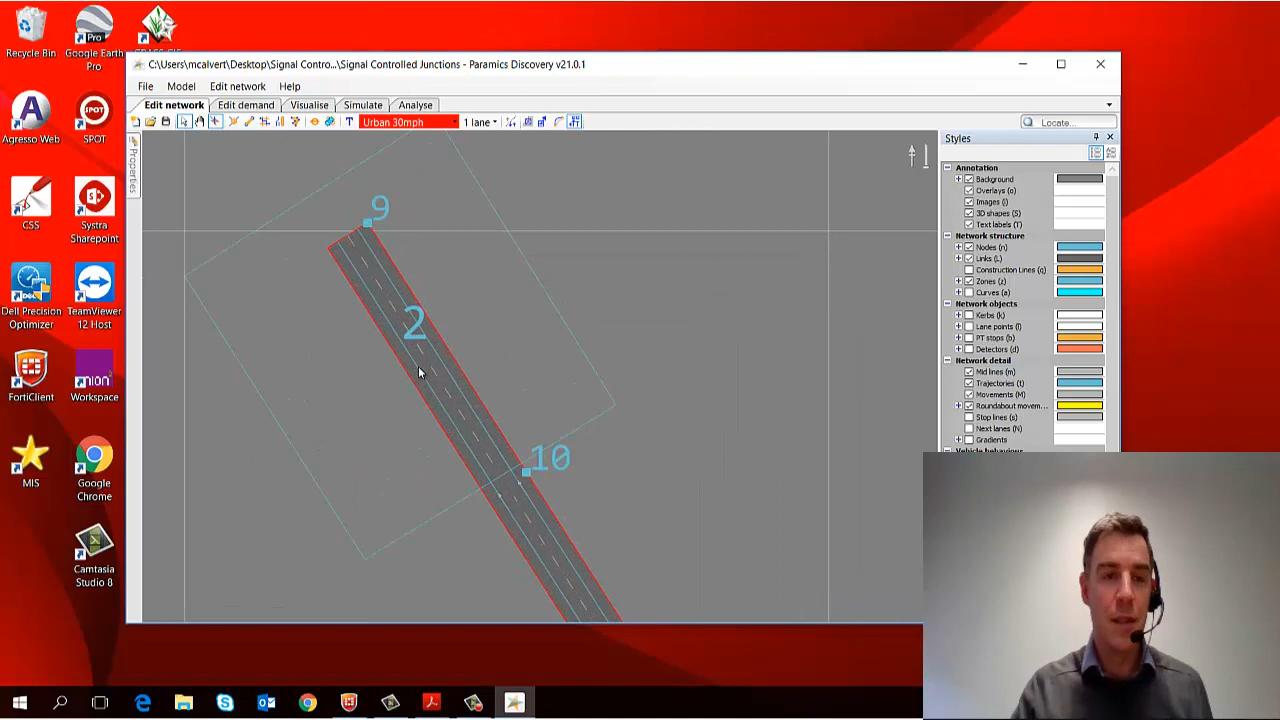 Recycle Bin
Google Earth
Pro
C:\Users\mcalvert\Desktop\Signal Contro...\Signal Controlled Junctions - Paramics Discovery v21.0.1
File Model Edit network Help
Edit network Edit demand Visualise Simulate Analyse
T Urban 30mph 1 lane Locate...
Agresso Web
SPOT
SPOT
CSS
Systra
Sharepoint
Dell Precision
Optimizer
TeamViewer
12 Host
FortiClient
Workspace
MIS
Google
Chrome
Camtasia
Studio 8
Properties
9
2
10
Styles
Annotation
Background
Overlays (o)
Images (i)
3D shapes (S)
Text labels (T)
Network structure
Nodes (n)
Links (L)
Construction Lines (q)
Zones (z)
Curves (a)
Network objects
Kerbs (k)
Lane points (l)
PT stops (b)
Detectors (d)
Network detail
Mid lines (m)
Trajectories (t)
Movements (M)
Roundabout movem...
Stop lines (s)
Next lanes (N)
Gradients